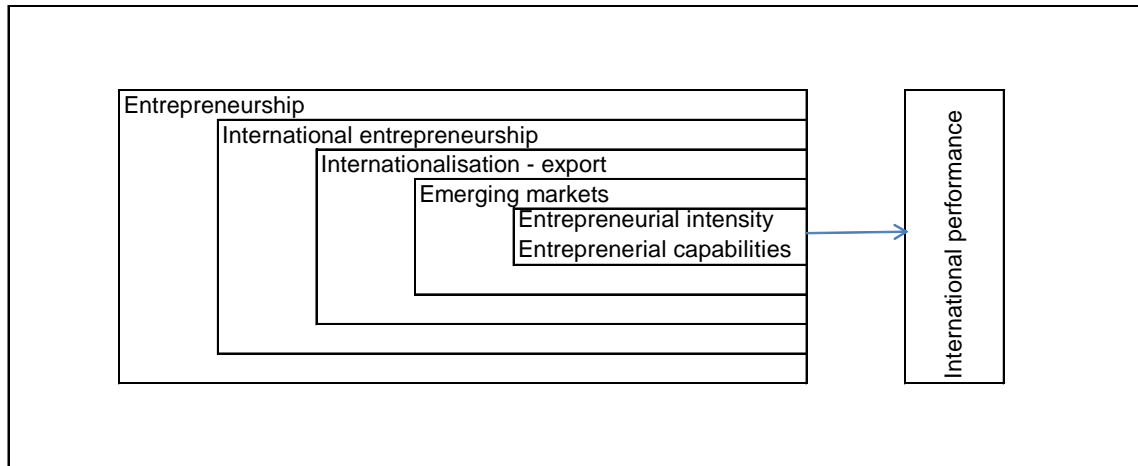 Entrepreneurship
International entrepreneurship
Internationalisation - export
Emerging markets
Entrepreneurial intensity
Entreprenerial capabilities
International performance